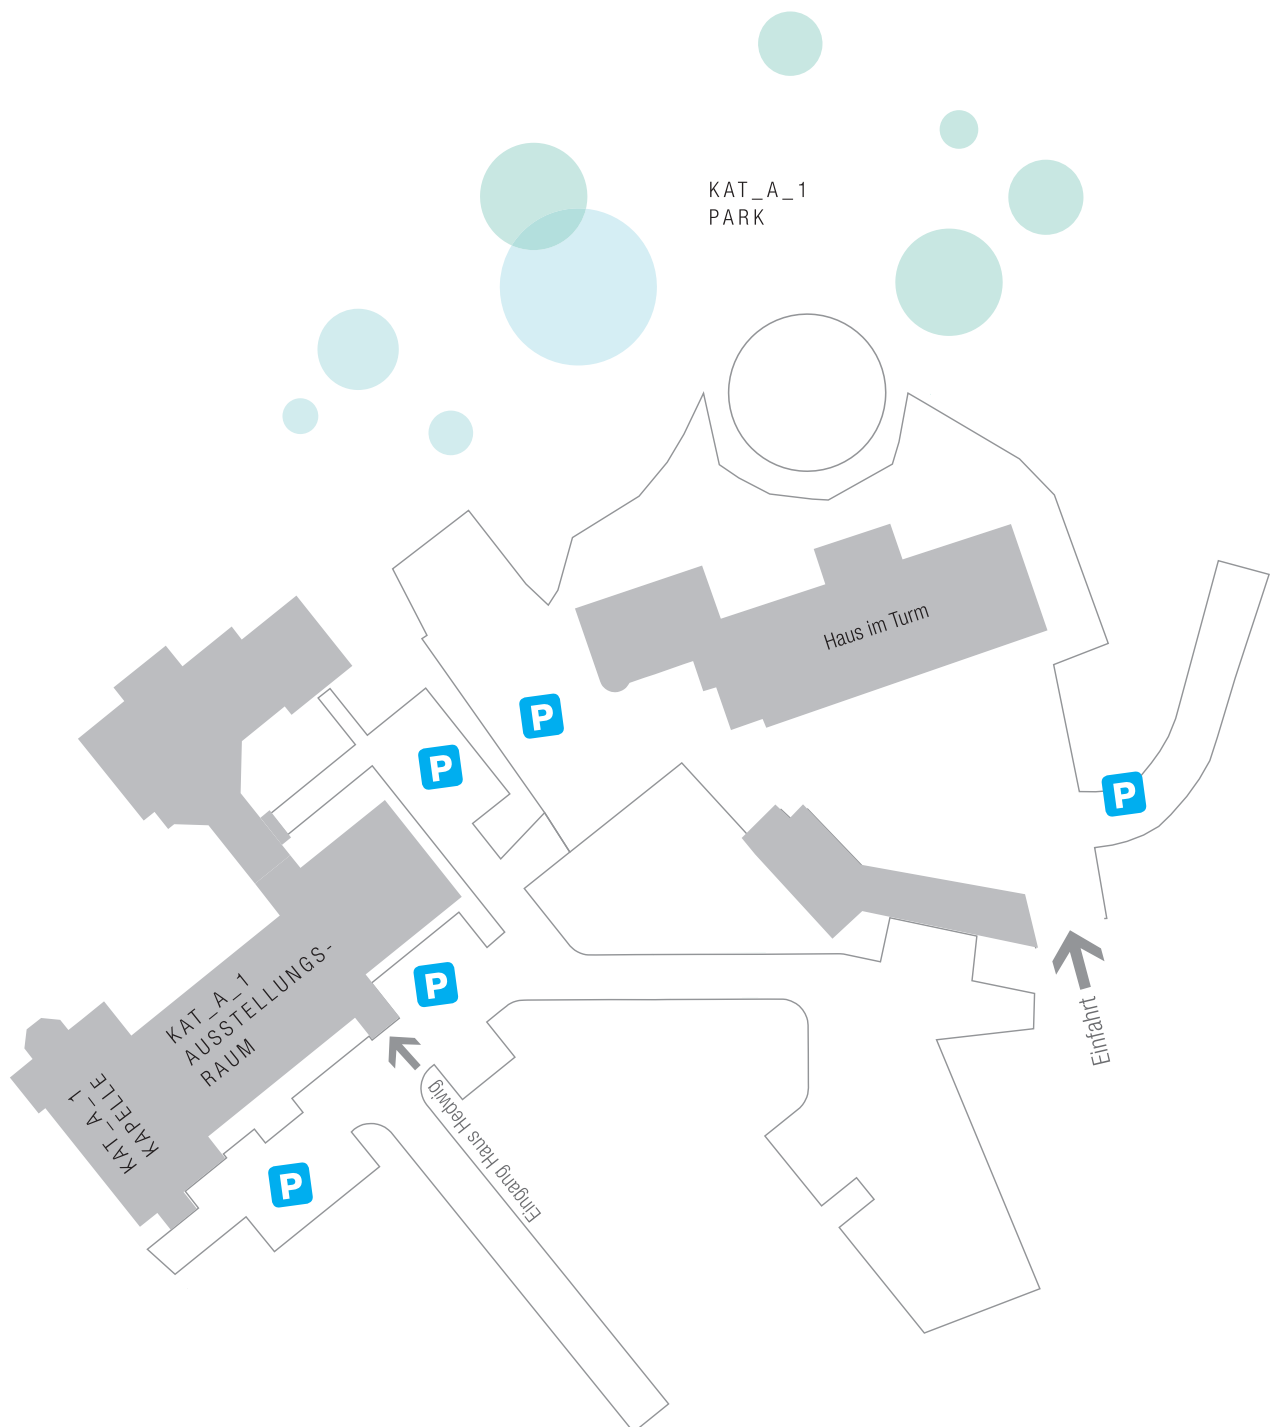 KAT_A_1
PARK
Haus im Turm
P
P
P
P
KAT_A_1
AUSSTELLUNGS-
RAUM
Einfahrt
KAT_A_1
KAPELLE
Eingang Haus Hedwig
P